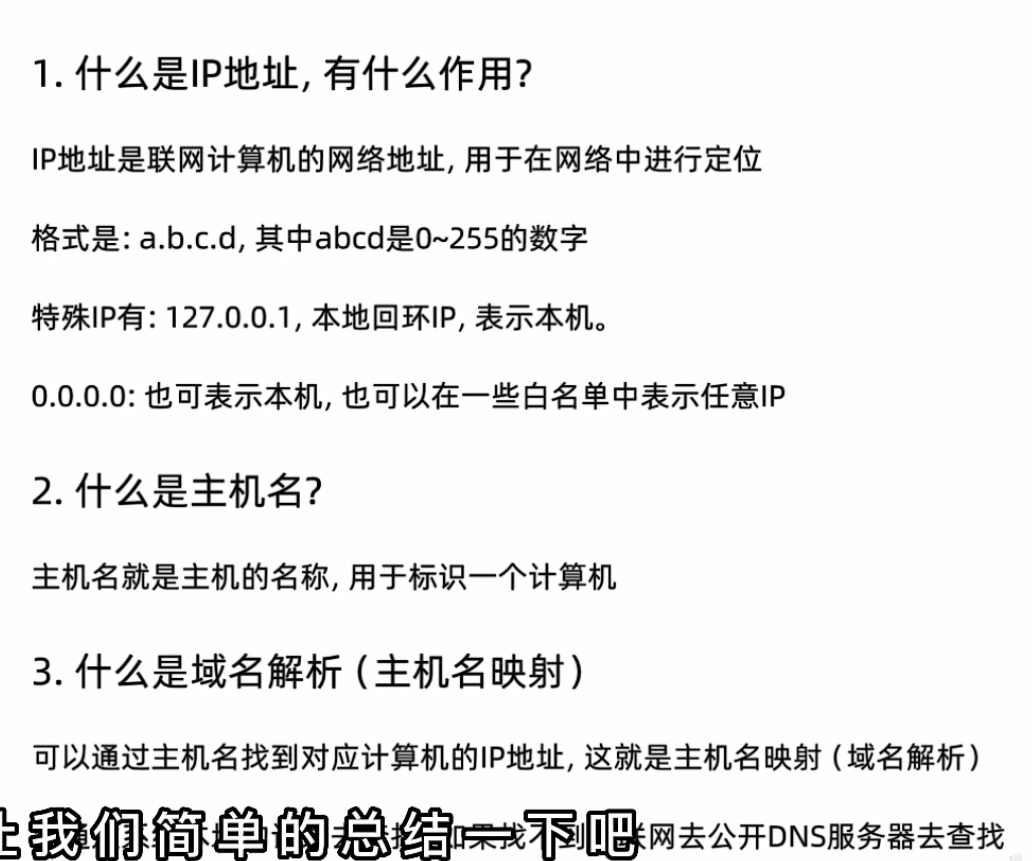 1. 什么是IP地址, 有什么作用?
IP地址是联网计算机的网络地址, 用于在网络中进行定位
格式是: a.b.c.d, 其中abcd是0~255的数字
特殊IP有: 127.0.0.1, 本地回环IP, 表示本机。
0.0.0.0: 也可表示本机, 也可以在一些白名单中表示任意IP
2. 什么是主机名?
主机名就是主机的名称, 用于标识一个计算机
3. 什么是域名解析 (主机名映射)
可以通过主机名找到对应计算机的IP地址, 这就是主机名映射 (域名解析)
如果找不到 联网去公开DNS服务器去查找
让我们简单的总结一下吧